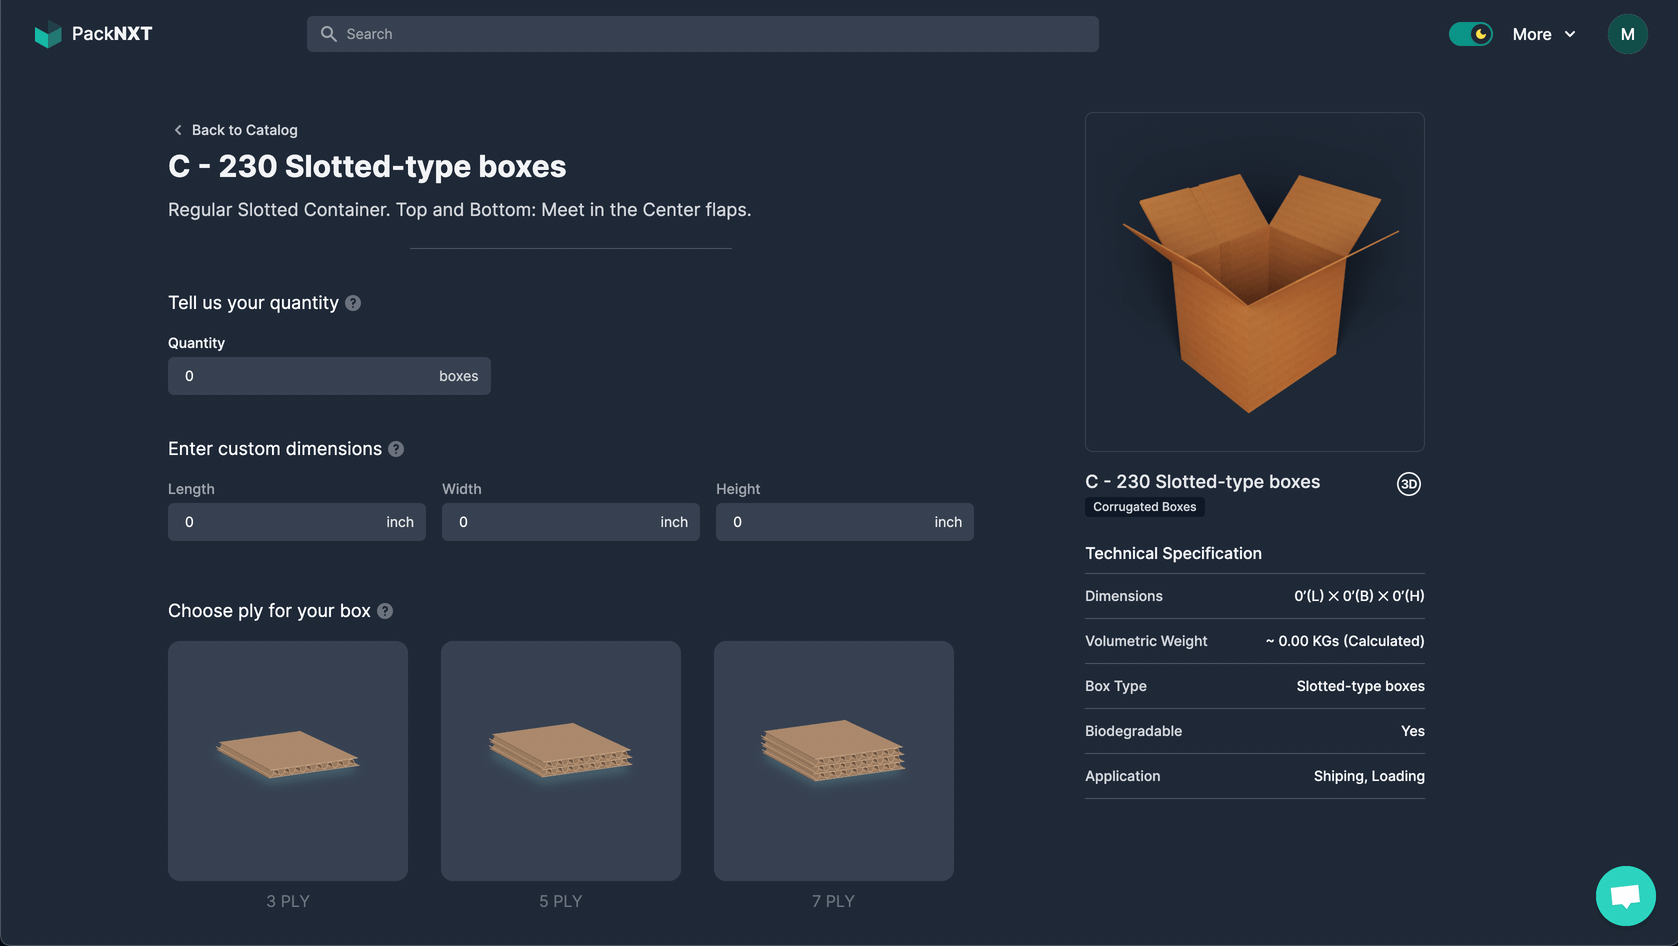 PackNXT
Search
More
M
Back to Catalog
C - 230 Slotted-type boxes
Regular Slotted Container. Top and Bottom: Meet in the Center flaps.
Tell us your quantity ?
Quantity
0 boxes
Enter custom dimensions ?
Length Width Height
0 inch 0 inch 0 inch
Choose ply for your box ?
3 PLY 5 PLY 7 PLY
C - 230 Slotted-type boxes
3D
Corrugated Boxes
Technical Specification
Dimensions 0′(L) ✕ 0′(B) ✕ 0′(H)
Volumetric Weight ~ 0.00 KGs (Calculated)
Box Type Slotted-type boxes
Biodegradable Yes
Application Shiping, Loading